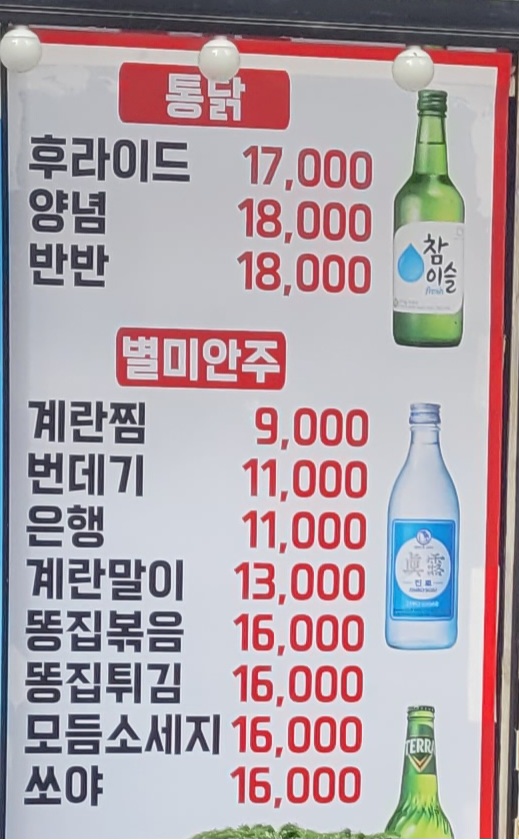 통닭
후라이드 17,000
양념 18,000
반반 18,000
참
이슬
fresh
별미안주
계란찜 9,000
번데기 11,000
은행 11,000
계란말이 13,000
똥집볶음 16,000
똥집튀김 16,000
모듬소세지 16,000
쏘야 16,000
眞露
진로
TERRA